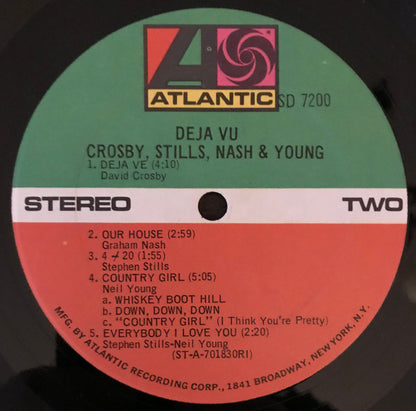 ATLANTIC
SD 7200
DEJA VU
CROSBY, STILLS, NASH & YOUNG
1. DEJA VE (4:10)
David Crosby
STEREO
TWO
2. OUR HOUSE (2:59)
Graham Nash
3. 4 + 20 (1:55)
Stephen Stills
4. COUNTRY GIRL (5:05)
Neil Young
a. WHISKEY BOOT HILL
b. DOWN, DOWN, DOWN
c. "COUNTRY GIRL" (I Think You're Pretty)
5. EVERYBODY I LOVE YOU (2:20)
Stephen Stills-Neil Young
(ST-A-701830RI)
MFG. BY ATLANTIC RECORDING CORP., 1841 BROADWAY, NEW YORK, N.Y.